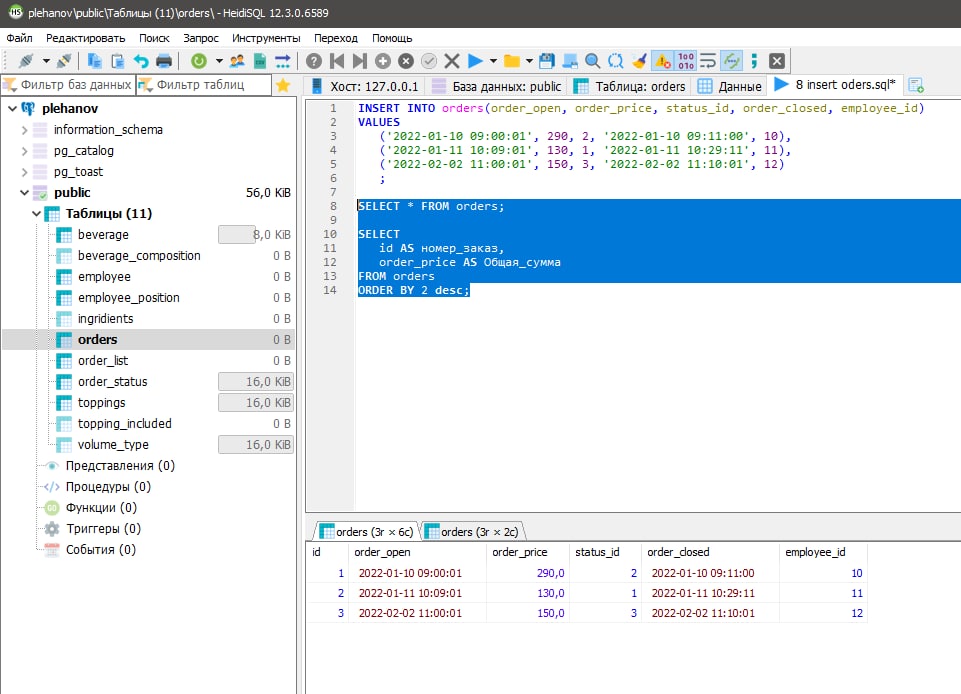 plehanov\public\Таблицы (11)\orders\ - HeidiSQL 12.3.0.6589
Файл Редактировать Поиск Запрос Инструменты Переход Помощь
Фильтр баз данных Фильтр таблиц
Хост: 127.0.0.1 База данных: public Таблица: orders Данные 8 insert oders.sql*
plehanov
information_schema
pg_catalog
pg_toast
public 56,0 KiB
Таблицы (11)
beverage 8,0 KiB
beverage_composition 0 B
employee 0 B
employee_position 0 B
ingridients 0 B
orders 0 B
order_list 0 B
order_status 16,0 KiB
toppings 16,0 KiB
topping_included 0 B
volume_type 16,0 KiB
Представления (0)
Процедуры (0)
Функции (0)
Триггеры (0)
События (0)
1 INSERT INTO orders(order_open, order_price, status_id, order_closed, employee_id)
2 VALUES
3 ('2022-01-10 09:00:01', 290, 2, '2022-01-10 09:11:00', 10),
4 ('2022-01-11 10:09:01', 130, 1, '2022-01-11 10:29:11', 11),
5 ('2022-02-02 11:00:01', 150, 3, '2022-02-02 11:10:01', 12)
6 ;
7
8 SELECT * FROM orders;
9
10 SELECT
11 id AS номер_заказ,
12 order_price AS Общая_сумма
13 FROM orders
14 ORDER BY 2 desc;
orders (3r × 6c) orders (3r × 2c)
id order_open order_price status_id order_closed employee_id
1 2022-01-10 09:00:01 290,0 2 2022-01-10 09:11:00 10
2 2022-01-11 10:09:01 130,0 1 2022-01-11 10:29:11 11
3 2022-02-02 11:00:01 150,0 3 2022-02-02 11:10:01 12